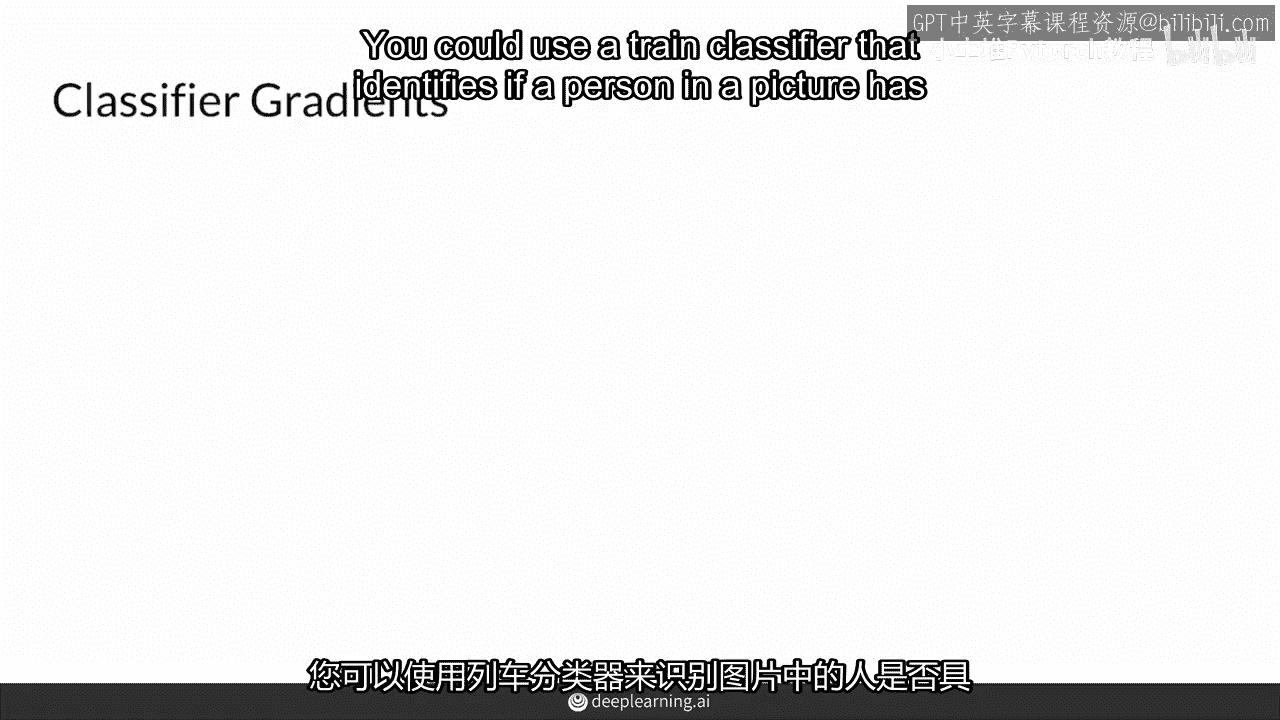 GPT中英字幕课程资源@bilibili.com
You could use a train classifier that
identifies if a person in a picture has
bilibili
Classifier Gradients
您可以使用列车分类器来识别图片中的人是否具
deeplearning.ai